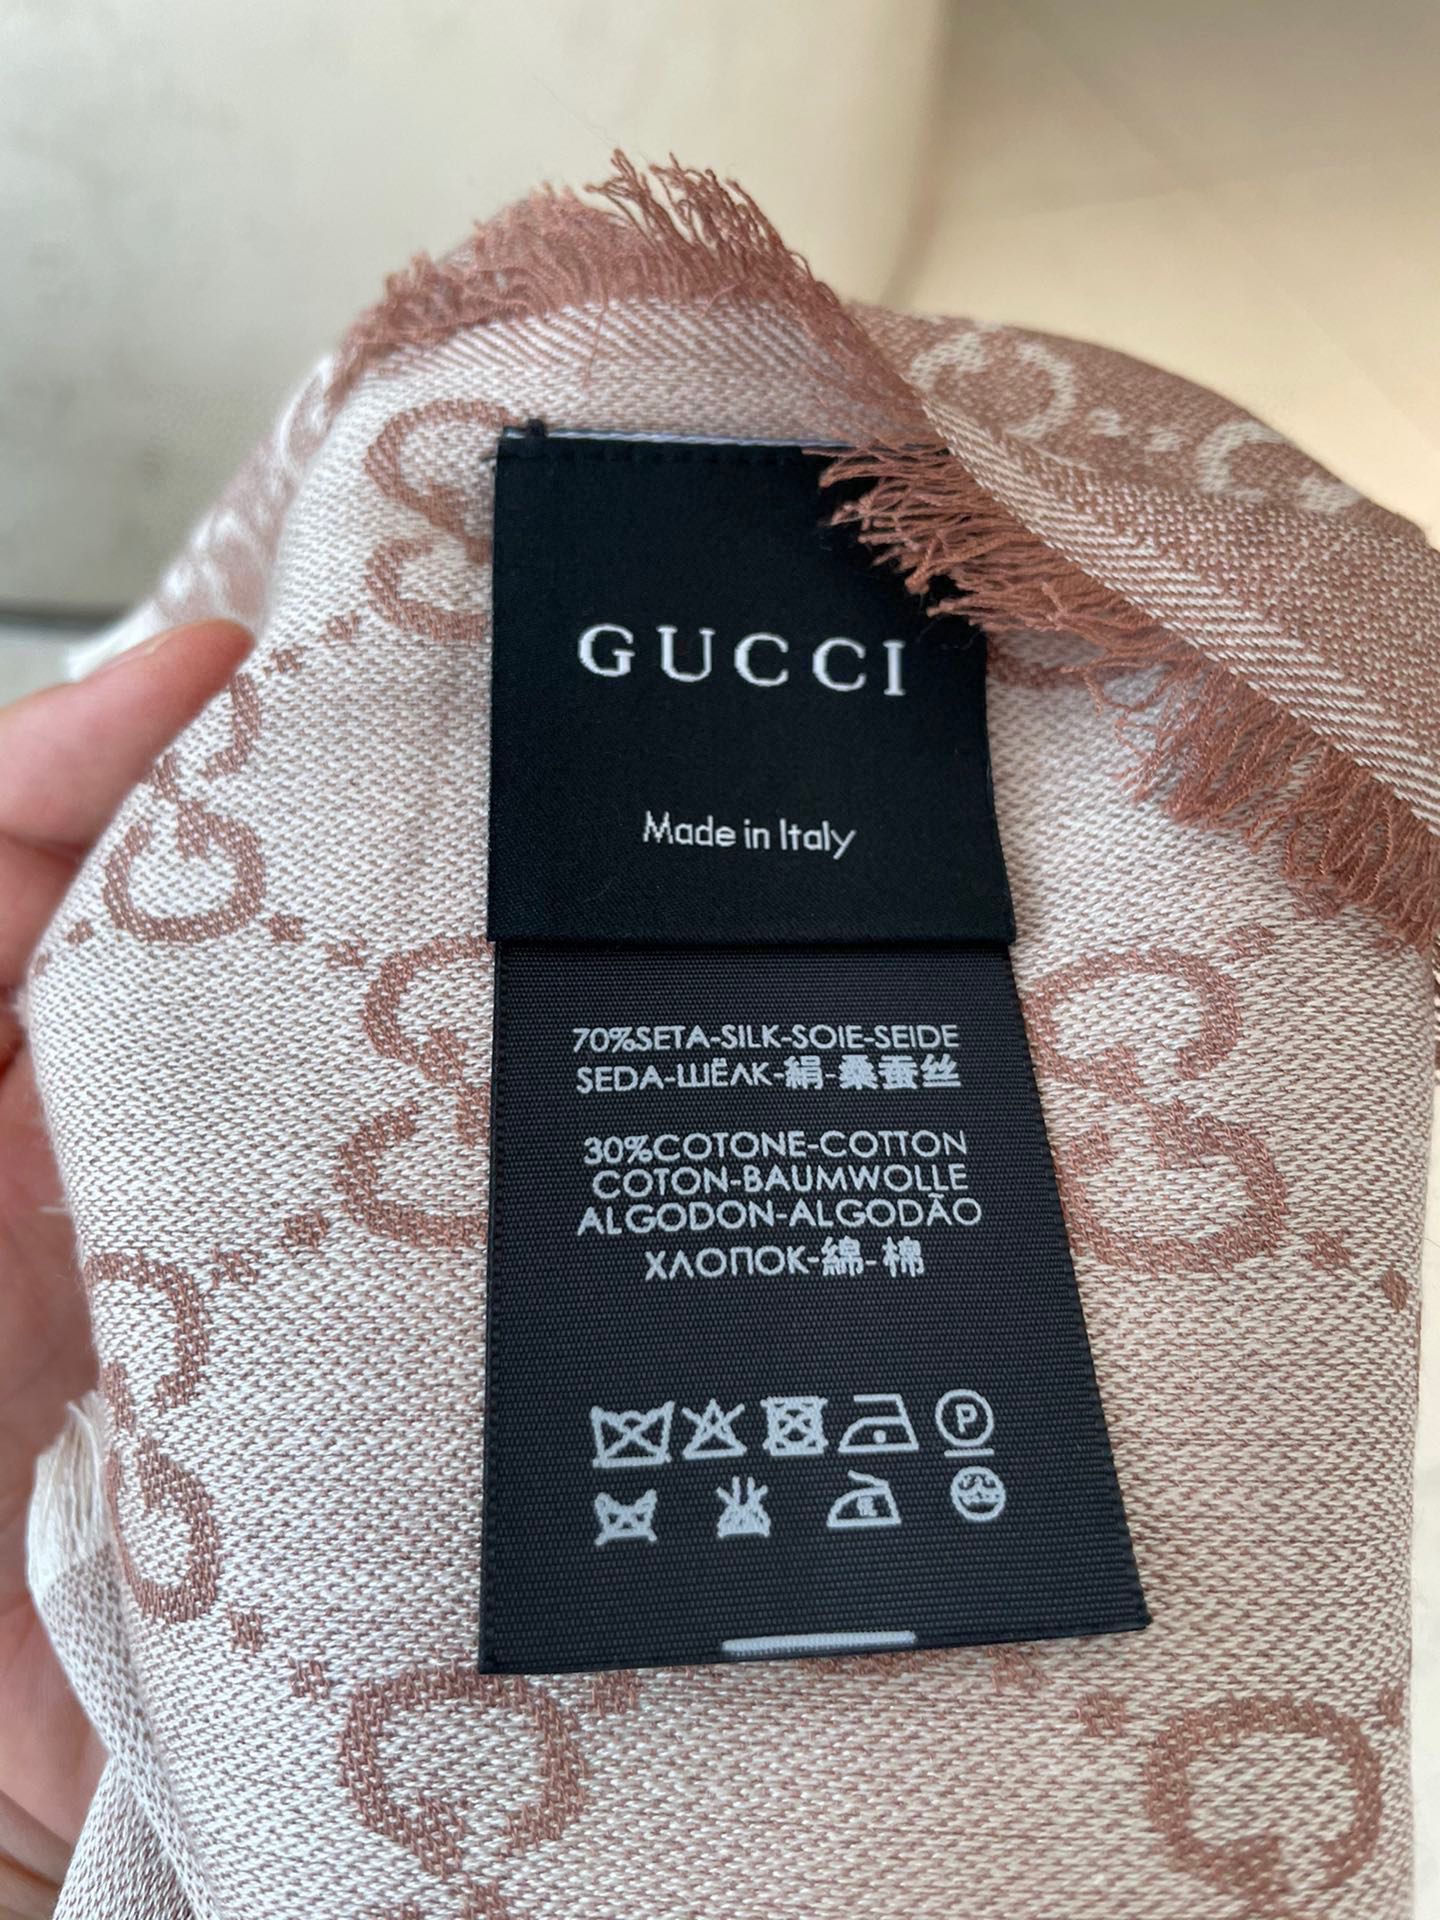 GUCCI
Made in Italy
70%SETA-SILK-SOIE-SEIDE
SEDA-ШЁЛК-絹-桑蚕丝
30%COTONE-COTTON
COTON-BAUMWOLLE
ALGODON-ALGODÃO
ХЛОПОК-綿-棉
P